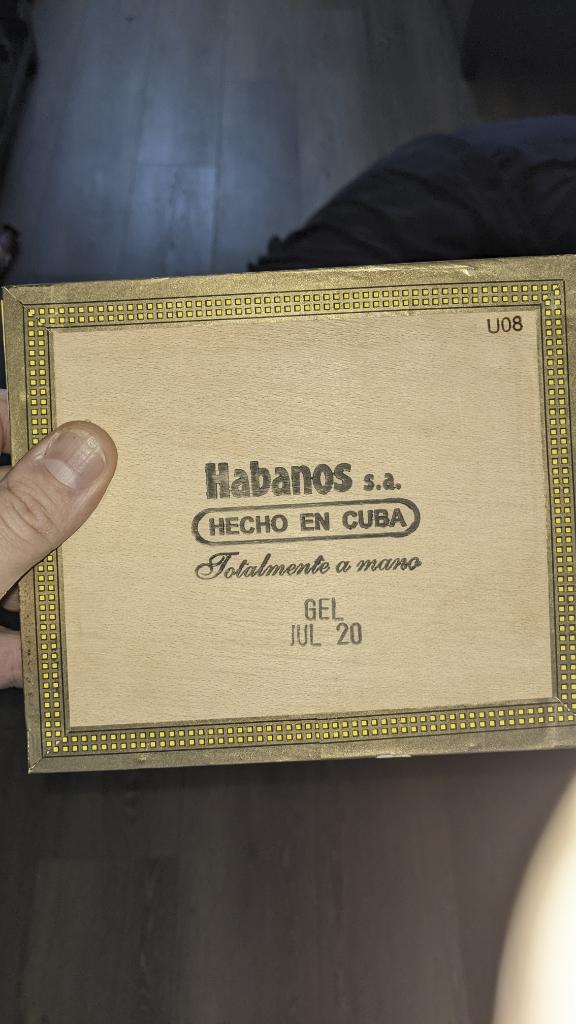 U08
Habanos s.a.
HECHO EN CUBA
Totalmente a mano
GEL
JUL 20